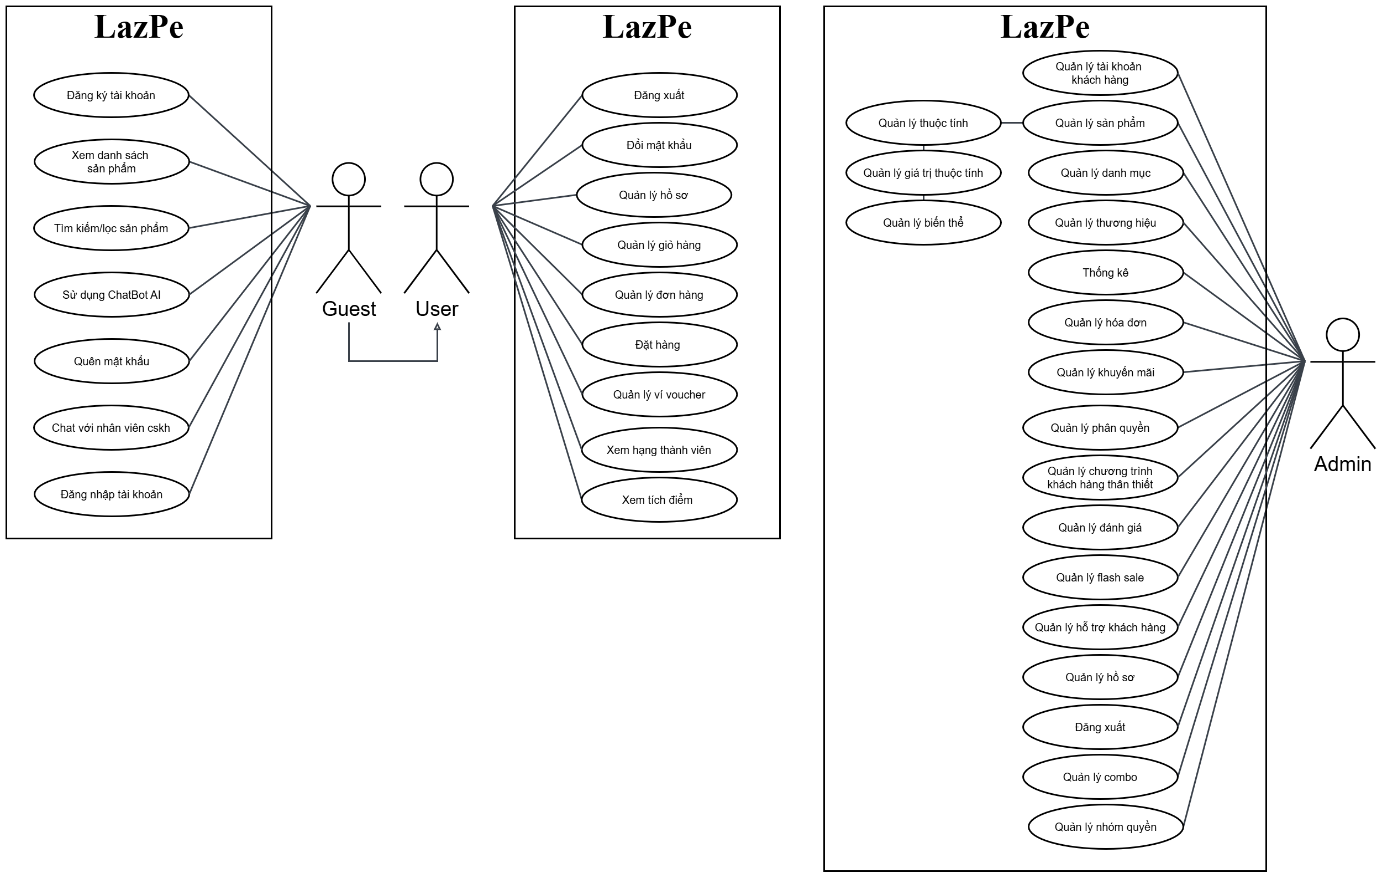 LazPe
Đăng ký tài khoản
Xem danh sách
sản phẩm
Tìm kiếm/lọc sản phẩm
Sử dụng ChatBot AI
Quên mật khẩu
Chat với nhân viên cskh
Đăng nhập tài khoản
Guest
User
LazPe
Đăng xuất
Đổi mật khẩu
Quản lý hồ sơ
Quản lý giỏ hàng
Quản lý đơn hàng
Đặt hàng
Quản lý ví voucher
Xem hạng thành viên
Xem tích điểm
LazPe
Quản lý tài khoản
khách hàng
Quản lý thuộc tính
Quản lý sản phẩm
Quản lý giá trị thuộc tính
Quản lý danh mục
Quản lý biến thể
Quản lý thương hiệu
Thống kê
Quản lý hóa đơn
Quản lý khuyến mãi
Quản lý phân quyền
Quản lý chương trình
khách hàng thân thiết
Quản lý đánh giá
Quản lý flash sale
Quản lý hỗ trợ khách hàng
Quản lý hồ sơ
Đăng xuất
Quản lý combo
Quản lý nhóm quyền
Admin